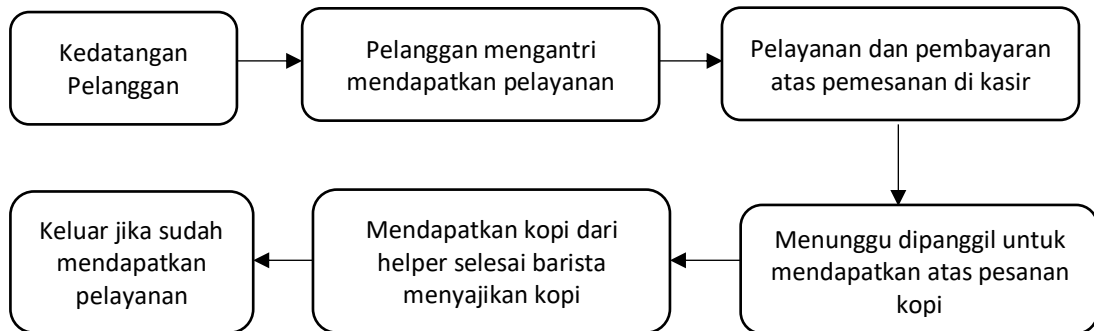 Kedatangan
Pelanggan
Pelanggan mengantri
mendapatkan pelayanan
Pelayanan dan pembayaran
atas pemesanan di kasir
Menunggu dipanggil untuk
mendapatkan atas pesanan
kopi
Mendapatkan kopi dari
helper selesai barista
menyajikan kopi
Keluar jika sudah
mendapatkan
pelayanan